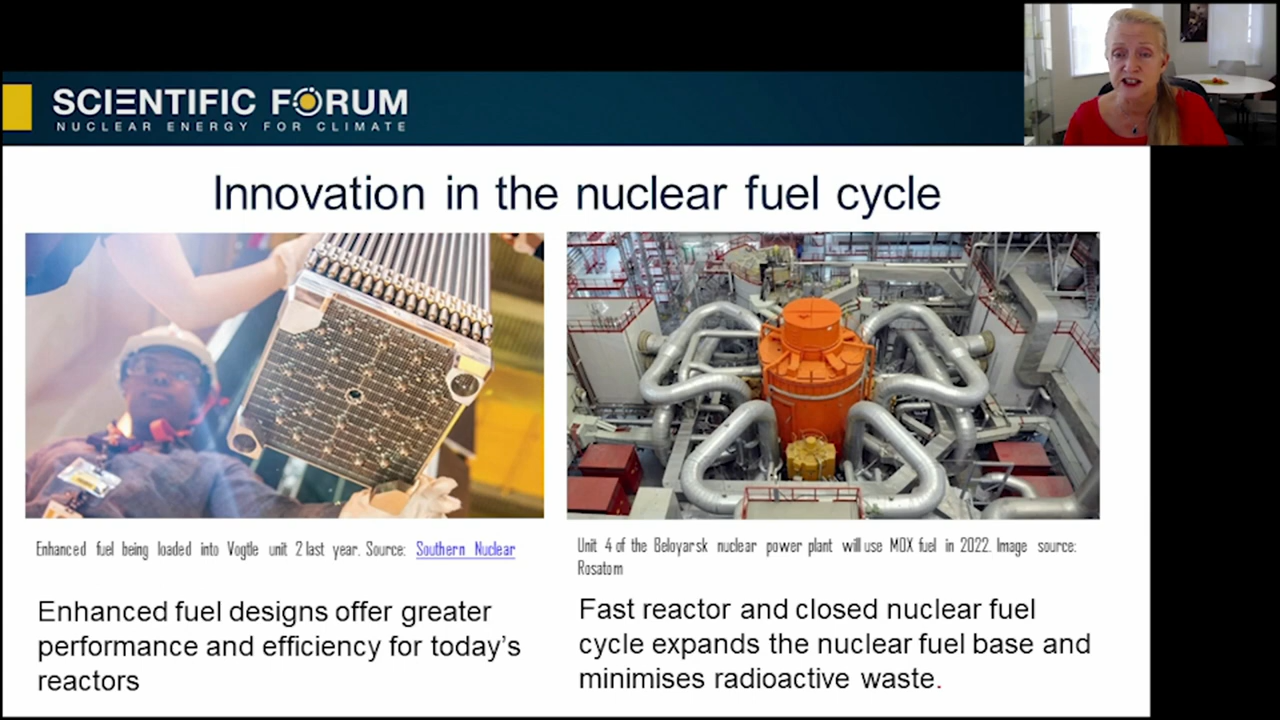 SCIENTIFIC FORUM
NUCLEAR ENERGY FOR CLIMATE
Innovation in the nuclear fuel cycle
Enhanced fuel being loaded into Vogtle unit 2 last year. Source: Southern Nuclear
Enhanced fuel designs offer greater
performance and efficiency for today's
reactors
Unit 4 of the Beloyarsk nuclear power plant will use MOX fuel in 2022. Image source:
Rosatom
Fast reactor and closed nuclear fuel
cycle expands the nuclear fuel base and
minimises radioactive waste.